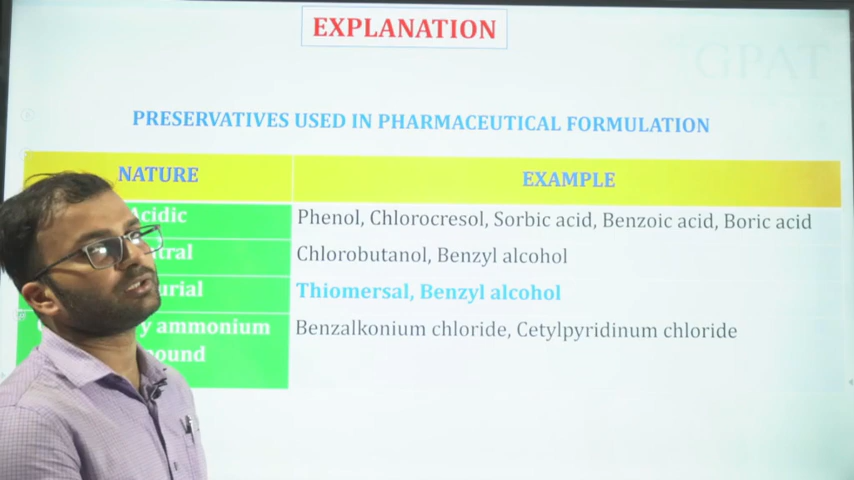 EXPLANATION
GPAT
PRESERVATIVES USED IN PHARMACEUTICAL FORMULATION
NATURE EXAMPLE
Acidic Phenol, Chlorocresol, Sorbic acid, Benzoic acid, Boric acid
Chlorobutanol, Benzyl alcohol
Thiomersal, Benzyl alcohol
ammonium Benzalkonium chloride, Cetylpyridinum chloride